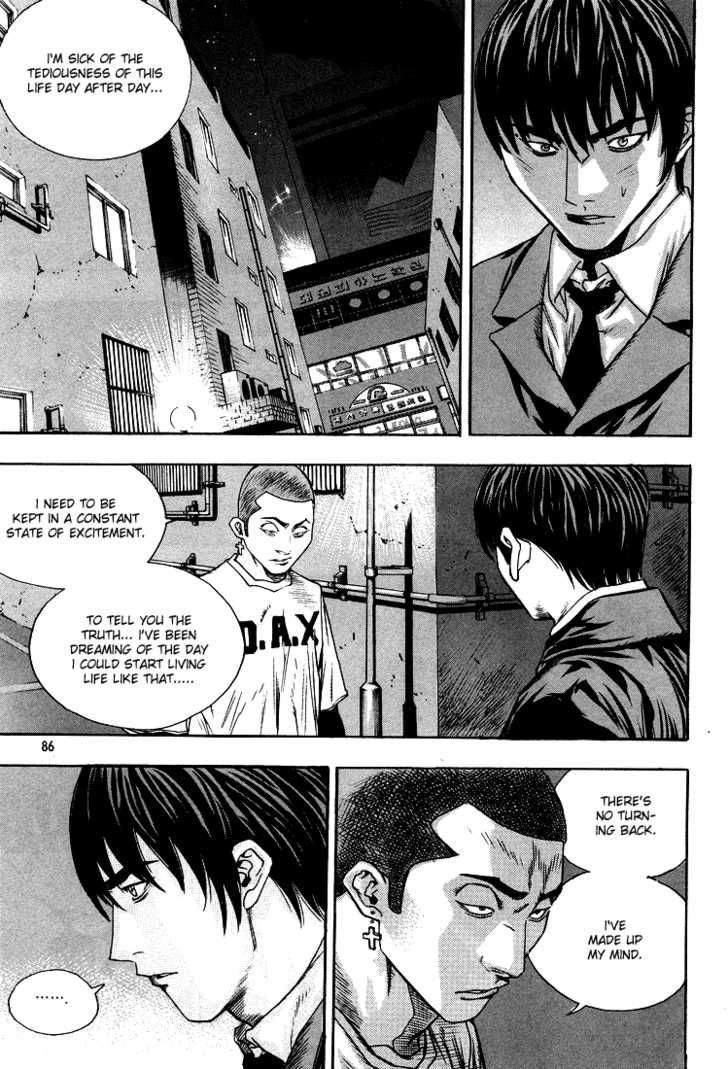 I'M SICK OF THE
TEDIOUSNESS OF THIS
LIFE DAY AFTER DAY...
I NEED TO BE
KEPT IN A CONSTANT
STATE OF EXCITEMENT.
TO TELL YOU THE
TRUTH... I'VE BEEN
DREAMING OF THE DAY
I COULD START LIVING
LIFE LIKE THAT.....
D.A.X
86
THERE'S
NO TURN-
ING BACK.
I'VE
MADE UP
MY MIND.
.......